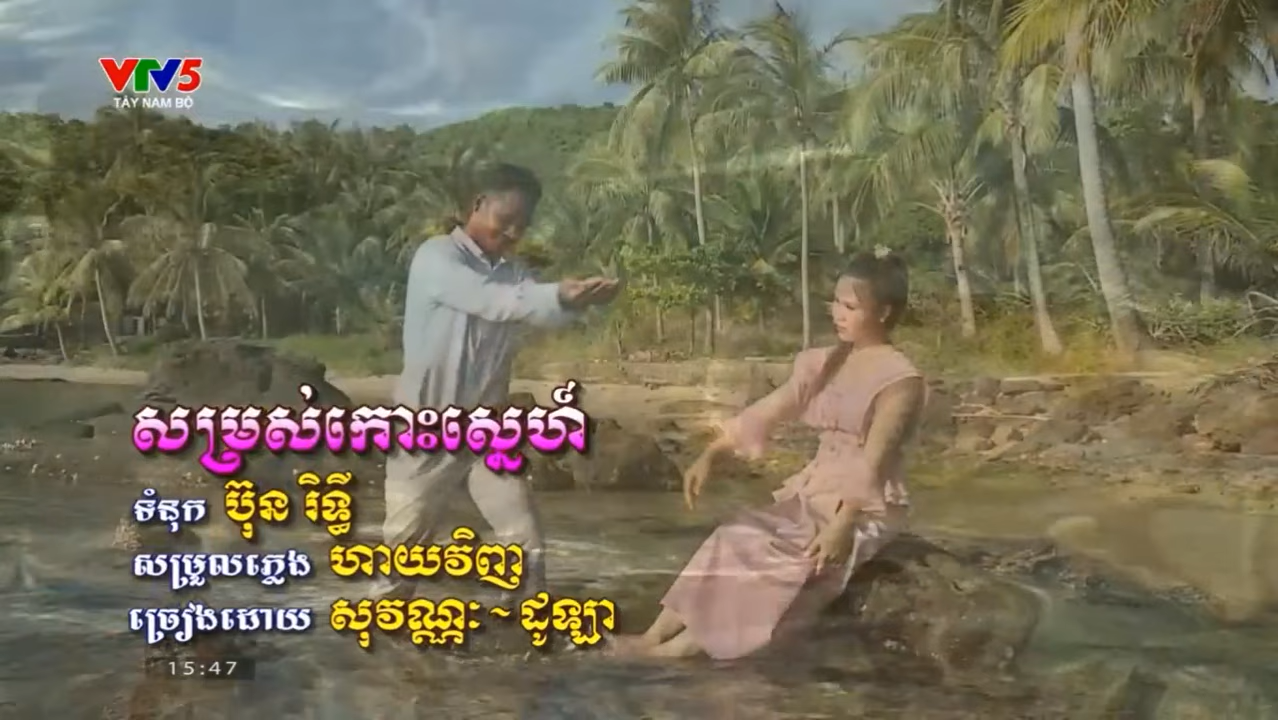 VTV5
TÂY NAM BỘ
សម្រស់កោះស្នេហ៍
ទំនុក ប៊ុន រិទ្ធី
សម្រួលភ្លេង ហាយវិញ
ច្រៀងដោយ សុវណ្ណៈ ~ ដូឡា
15:47